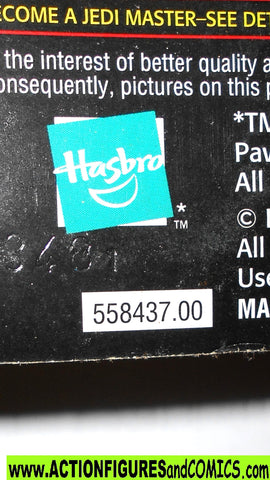 ECOME A JEDI MASTER–SEE DET
the interest of better quality a
onsequently, pictures on this p
*TM
Pav
All
Hasbro
*
TM
©
All
Use
558437.00
MA
www.ACTIONFIGURESandCOMICS.com